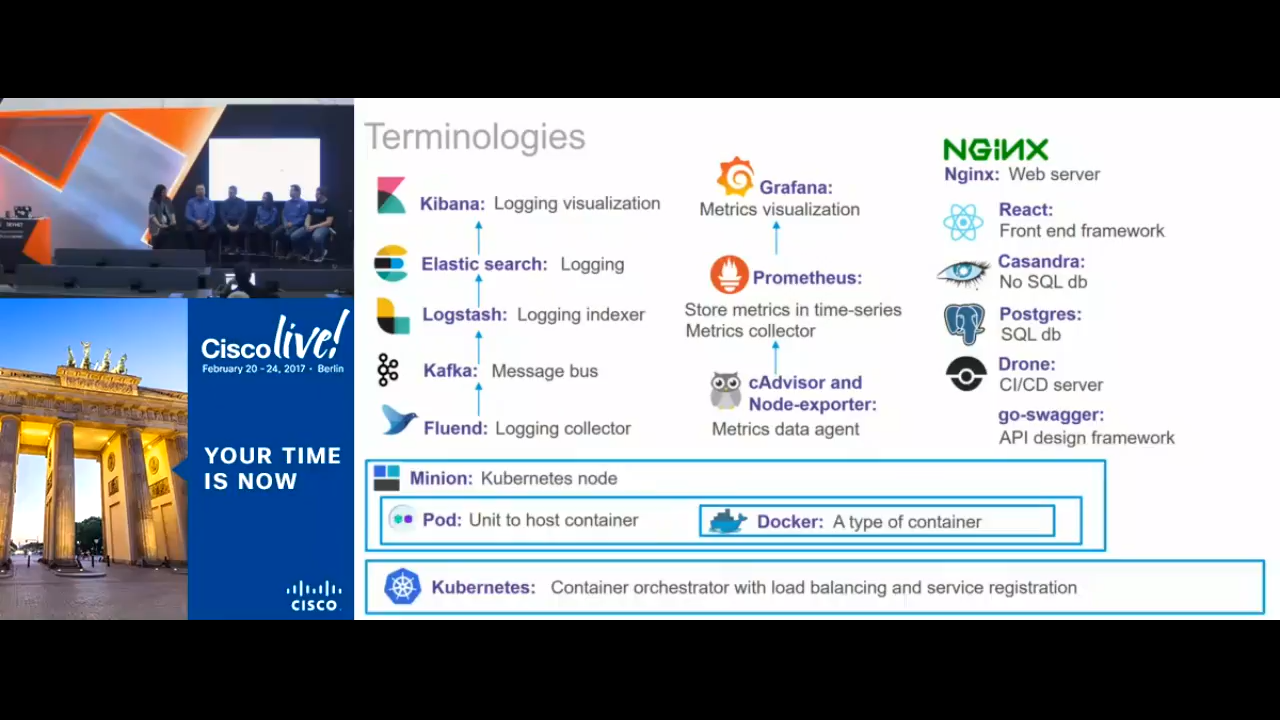 Terminologies
Kibana: Logging visualization
Elastic search: Logging
Logstash: Logging indexer
Kafka: Message bus
Fluend: Logging collector
Grafana:
Metrics visualization
Prometheus:
Store metrics in time-series
Metrics collector
cAdvisor and
Node-exporter:
Metrics data agent
NGiNX
Nginx: Web server
React:
Front end framework
Casandra:
No SQL db
Postgres:
SQL db
Drone:
CI/CD server
go-swagger:
API design framework
Minion: Kubernetes node
Pod: Unit to host container
Docker: A type of container
Kubernetes: Container orchestrator with load balancing and service registration
Cisco live!
February 20 - 24, 2017 • Berlin
YOUR TIME
IS NOW
CISCO